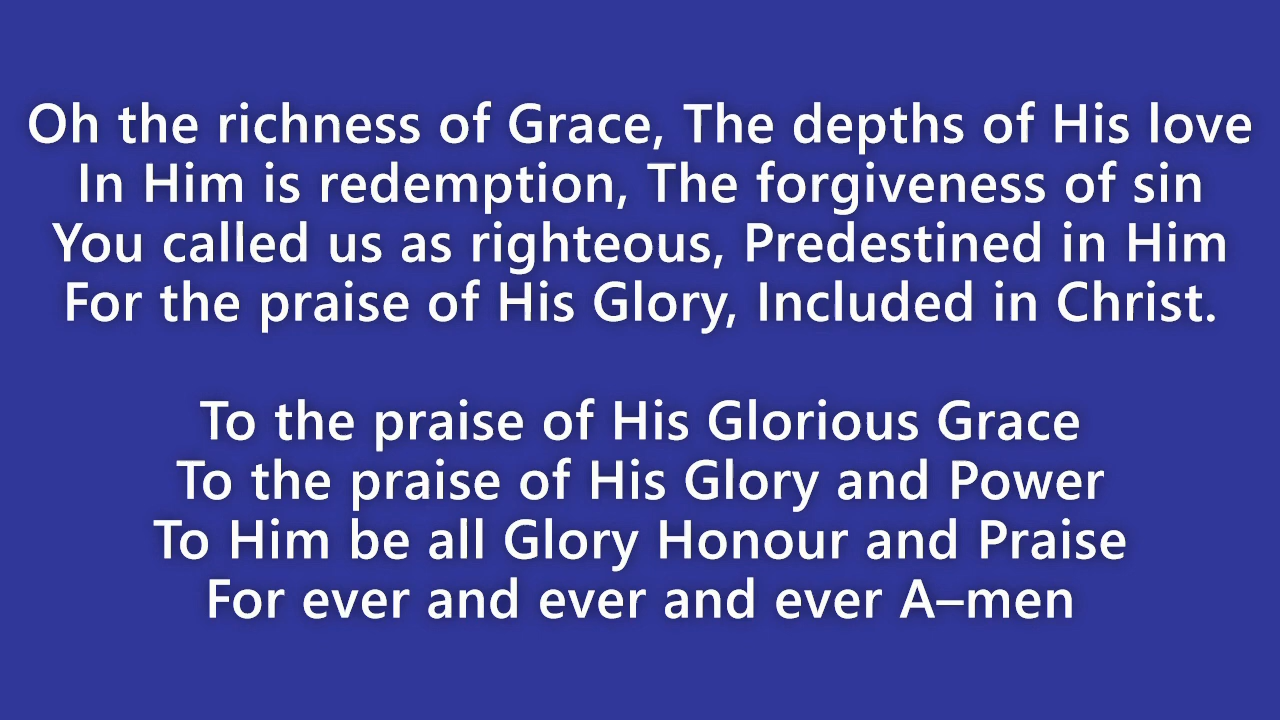 Oh the richness of Grace, The depths of His love
In Him is redemption, The forgiveness of sin
You called us as righteous, Predestined in Him
For the praise of His Glory, Included in Christ.
To the praise of His Glorious Grace
To the praise of His Glory and Power
To Him be all Glory Honour and Praise
For ever and ever and ever A–men